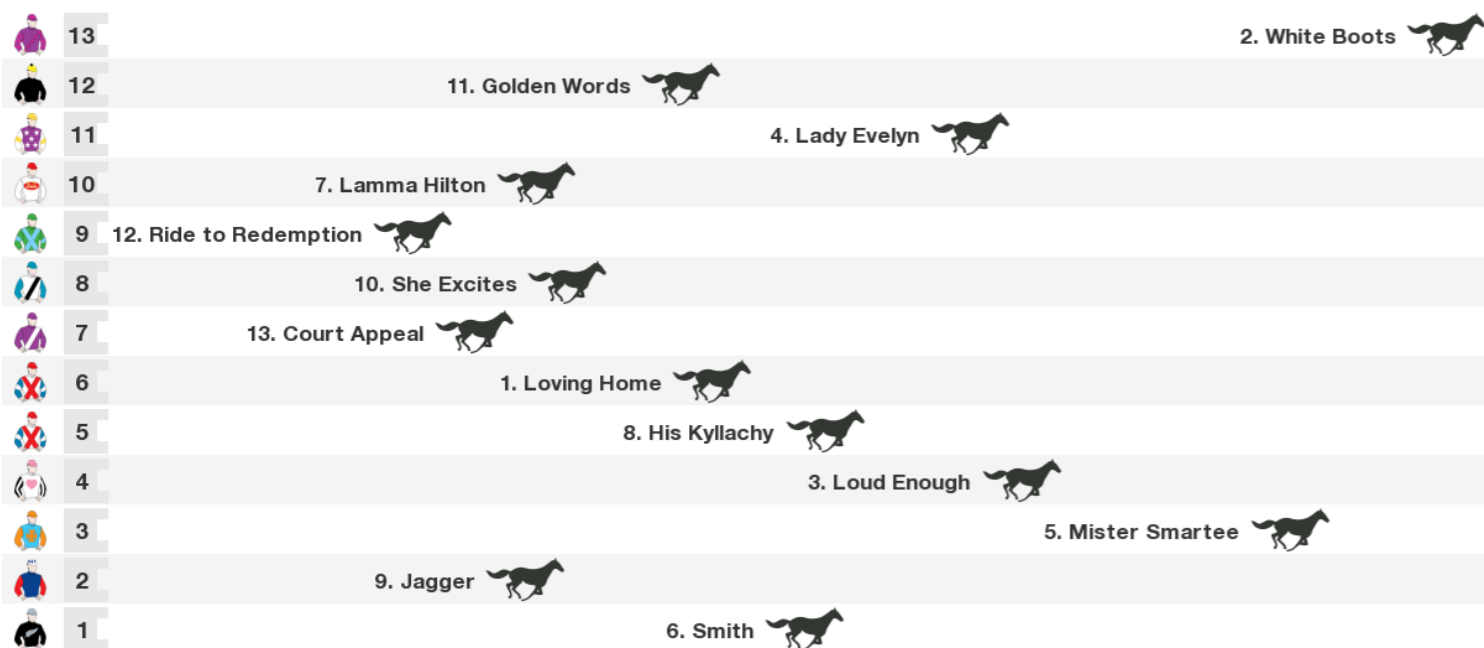 13 2. White Boots
12 11. Golden Words
11 4. Lady Evelyn
10 7. Lamma Hilton
9 12. Ride to Redemption
8 10. She Excites
7 13. Court Appeal
6 1. Loving Home
5 8. His Kyllachy
4 3. Loud Enough
3 5. Mister Smartee
2 9. Jagger
1 6. Smith